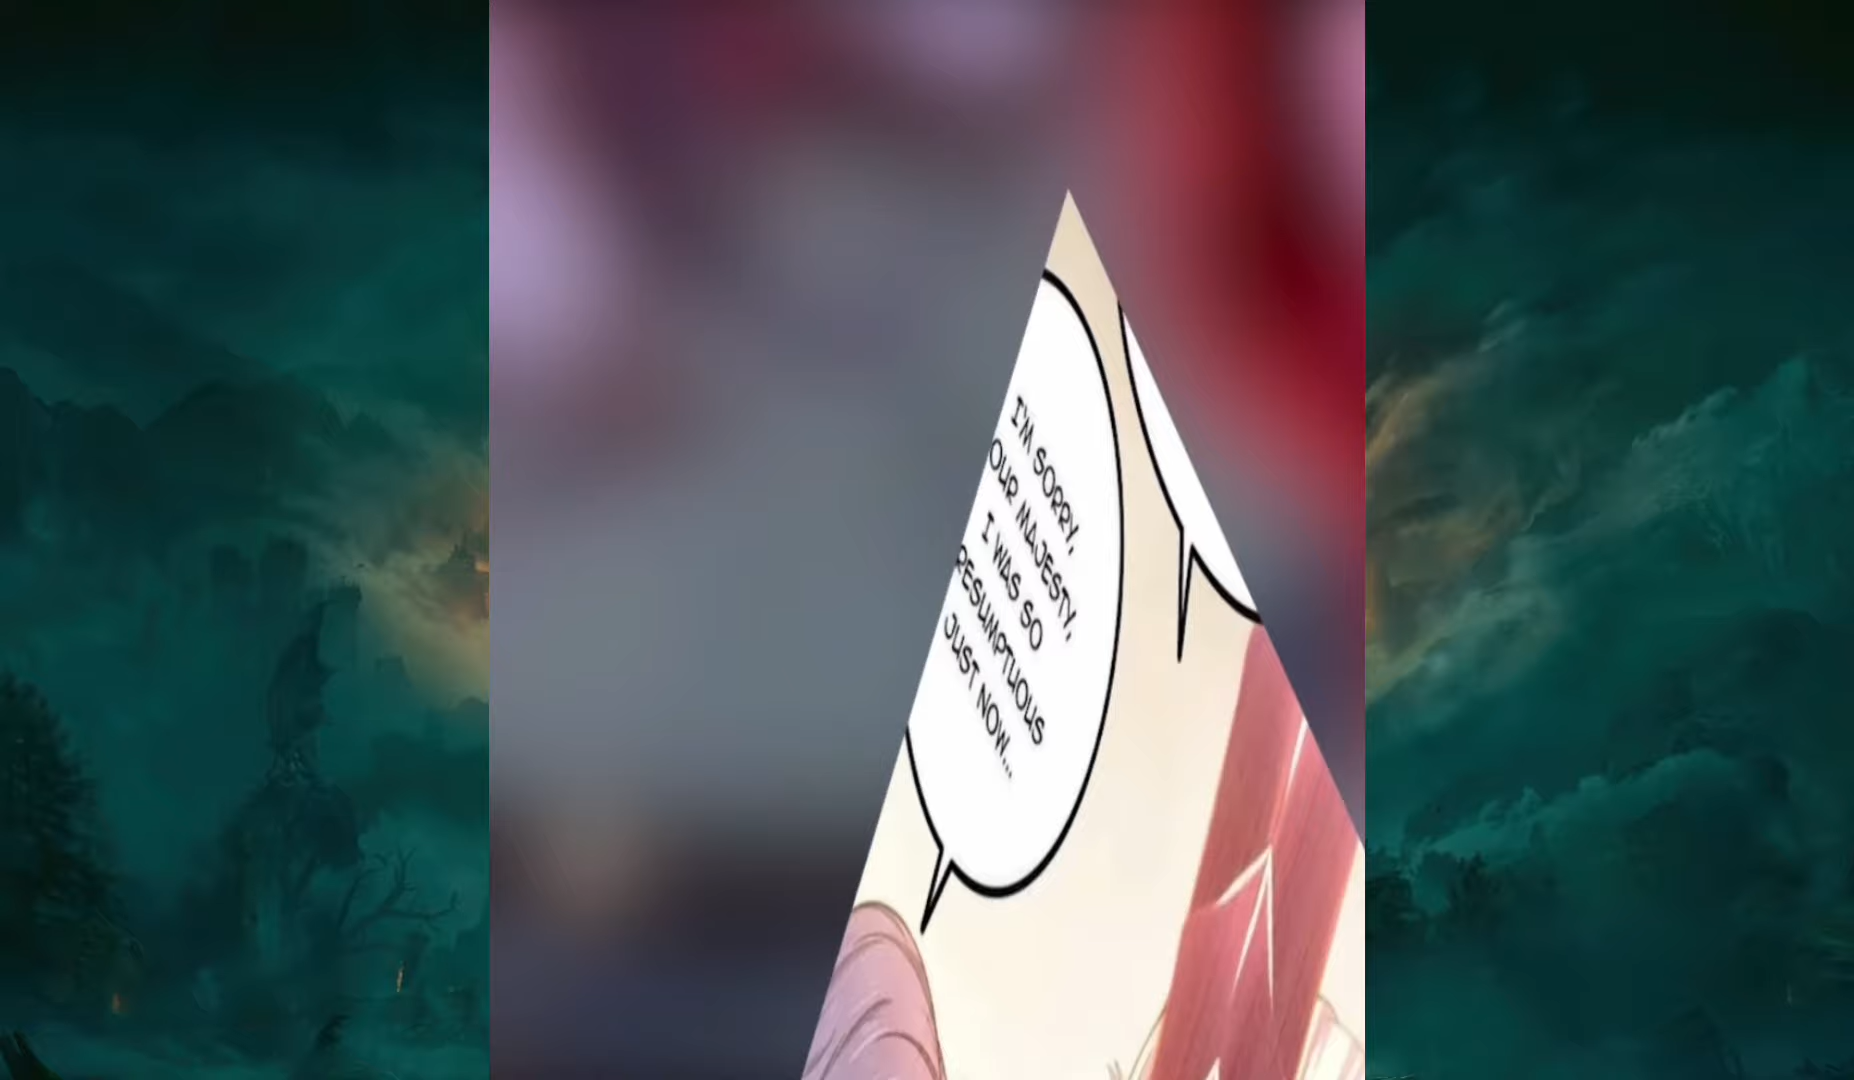 I'M SORRY,
OUR MAJESTY,
I WAS SO
RESUMPTUOUS
JUST NOW...